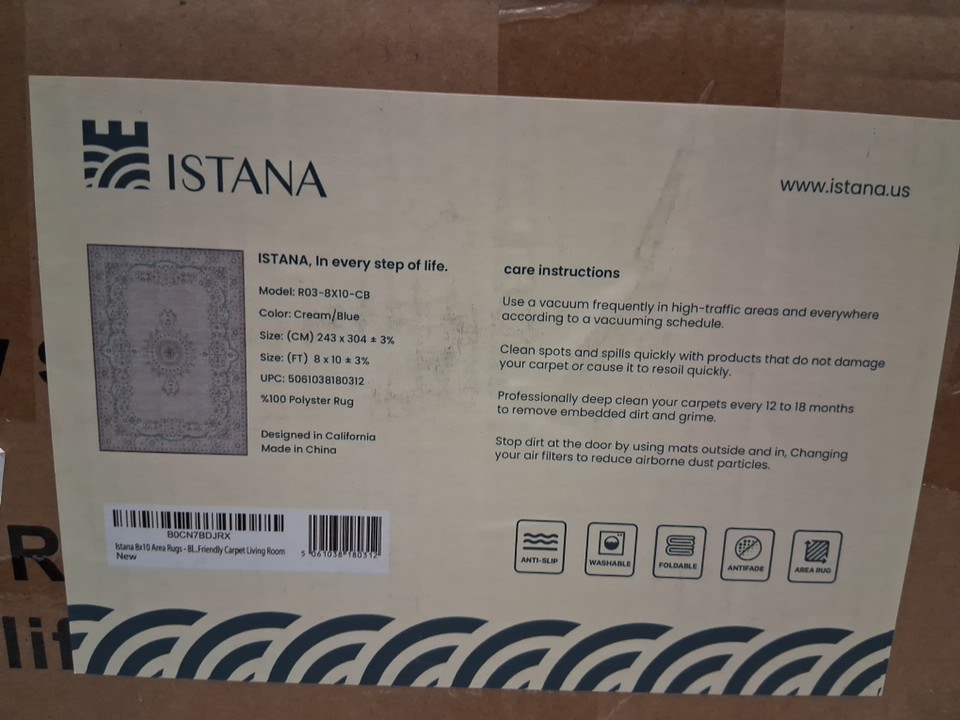 ISTANA
www.istana.us
ISTANA, In every step of life.
Model: R03-8X10-CB
Color: Cream/Blue
Size: (CM) 243 x 304 ± 3%
Size: (FT) 8 x 10 ± 3%
UPC: 5061038180312
%100 Polyster Rug
Designed in California
Made in China
care instructions
Use a vacuum frequently in high-traffic areas and everywhere
according to a vacuuming schedule.
Clean spots and spills quickly with products that do not damage
your carpet or cause it to resoil quickly.
Professionally deep clean your carpets every 12 to 18 months
to remove embedded dirt and grime.
Stop dirt at the door by using mats outside and in, Changing
your air filters to reduce airborne dust particles.
B0CN7BDJRX
Istana 8x10 Area Rugs - Bl...Friendly Carpet Living Room
New
5 061038 180312
ANTI-SLIP
WASHABLE
FOLDABLE
ANTIFADE
AREA RUG
R
lif